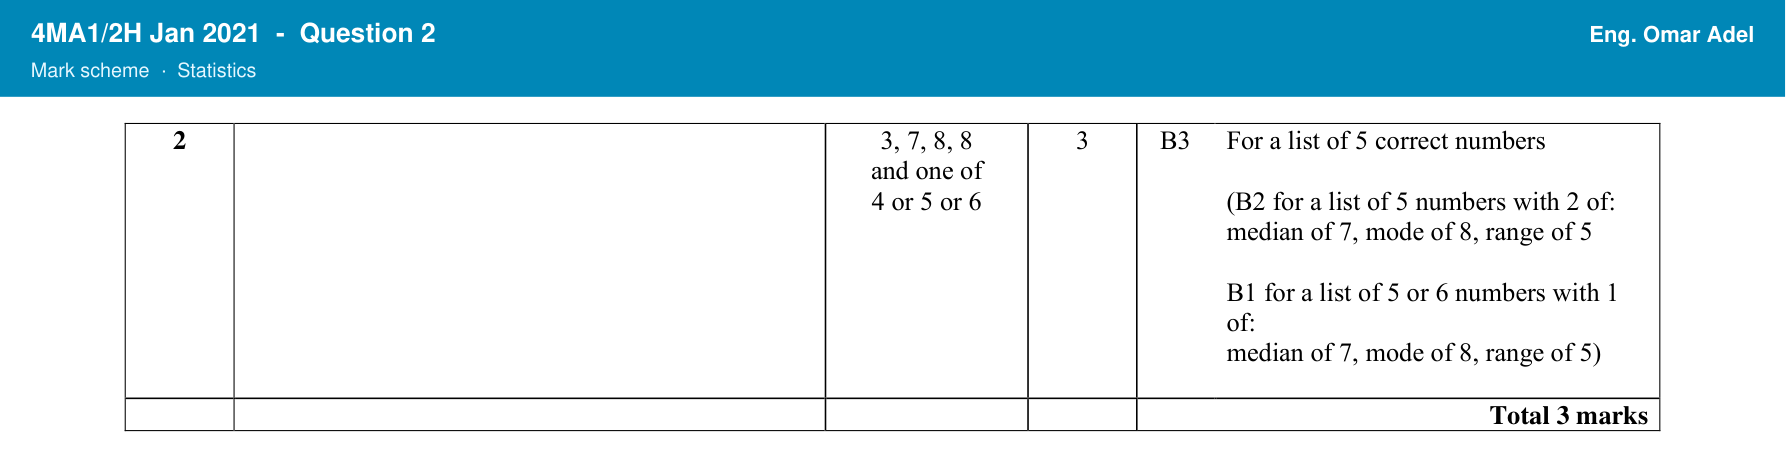 4MA1/2H Jan 2021 - Question 2
Eng. Omar Adel
Mark scheme · Statistics
2
3, 7, 8, 8
and one of
4 or 5 or 6
3
B3
For a list of 5 correct numbers
(B2 for a list of 5 numbers with 2 of:
median of 7, mode of 8, range of 5
B1 for a list of 5 or 6 numbers with 1
of:
median of 7, mode of 8, range of 5)
Total 3 marks